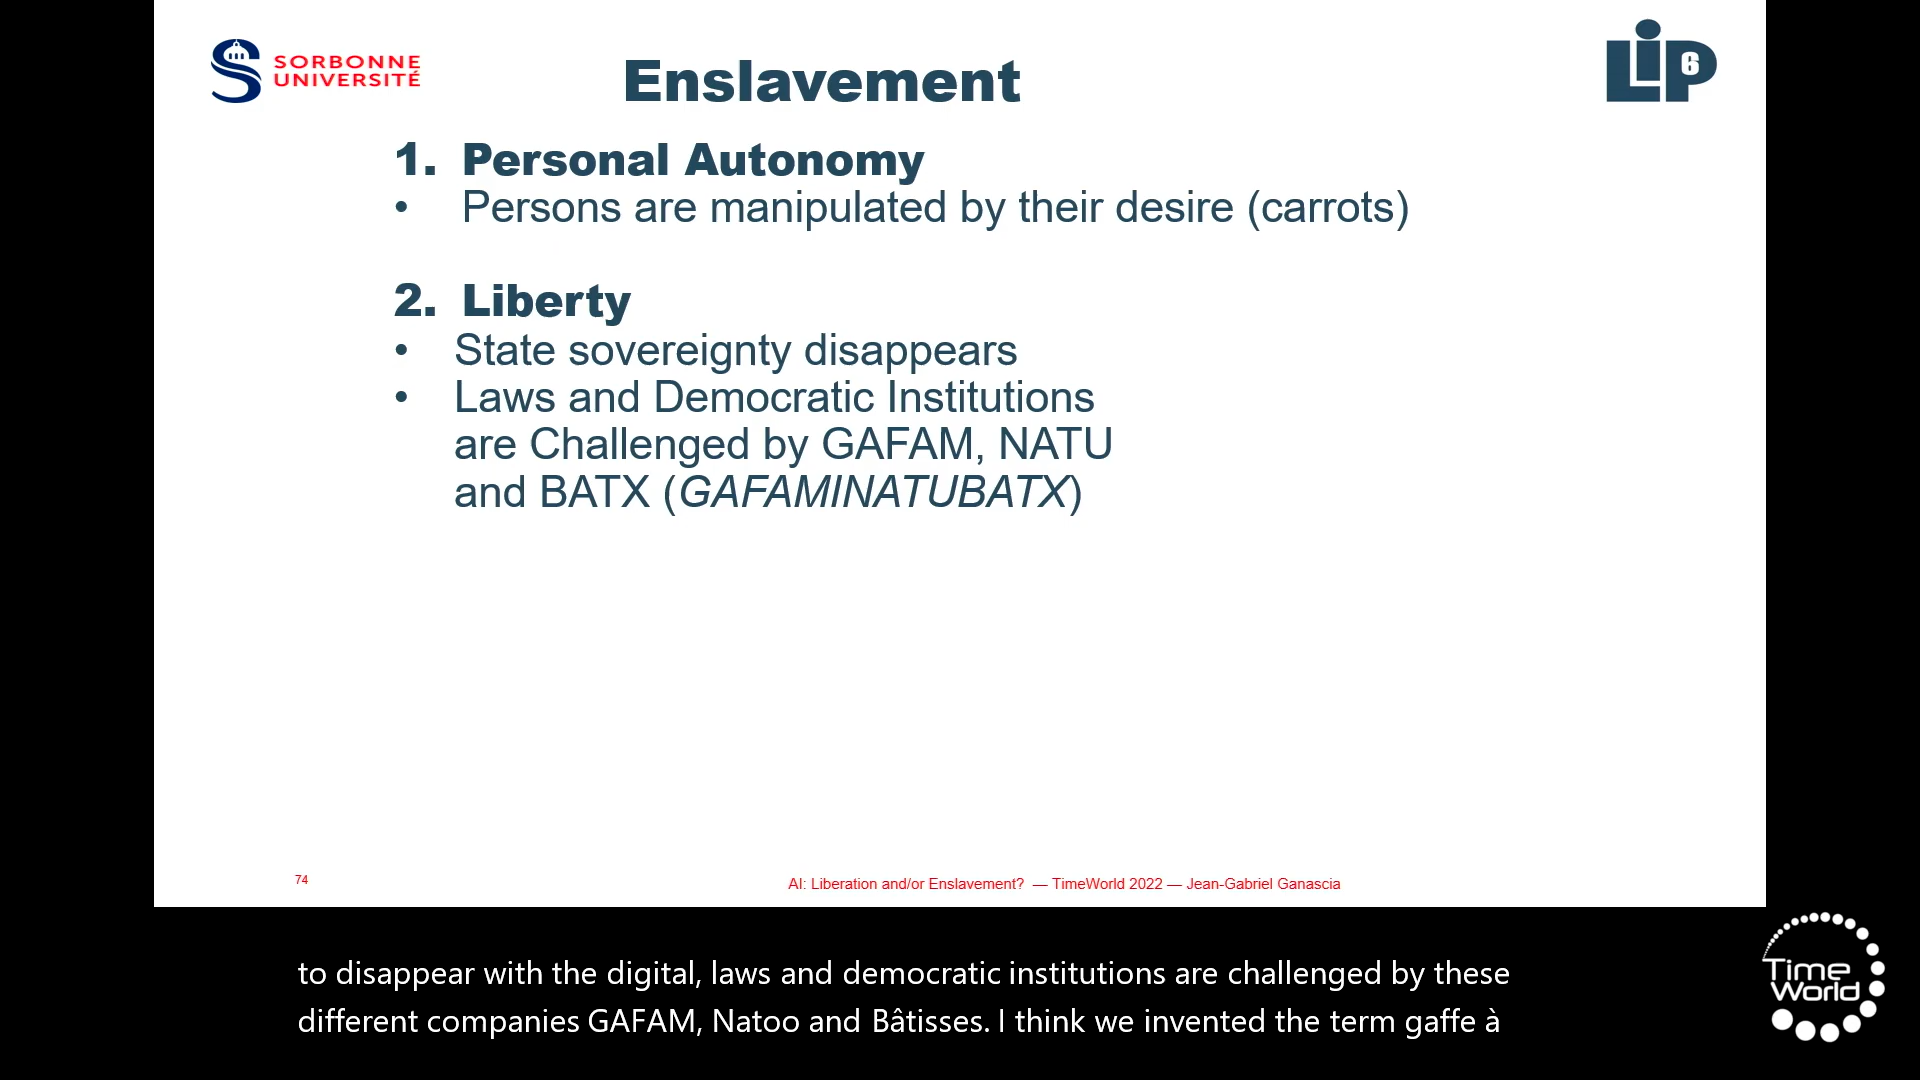 SORBONNE
UNIVERSITÉ
Enslavement
LiP6
1. Personal Autonomy
• Persons are manipulated by their desire (carrots)
2. Liberty
• State sovereignty disappears
• Laws and Democratic Institutions
are Challenged by GAFAM, NATU
and BATX (GAFAMINATUBATX)
74
AI: Liberation and/or Enslavement? — TimeWorld 2022 — Jean-Gabriel Ganascia
to disappear with the digital, laws and democratic institutions are challenged by these
different companies GAFAM, Natoo and Bâtisses. I think we invented the term gaffe à
Time
World